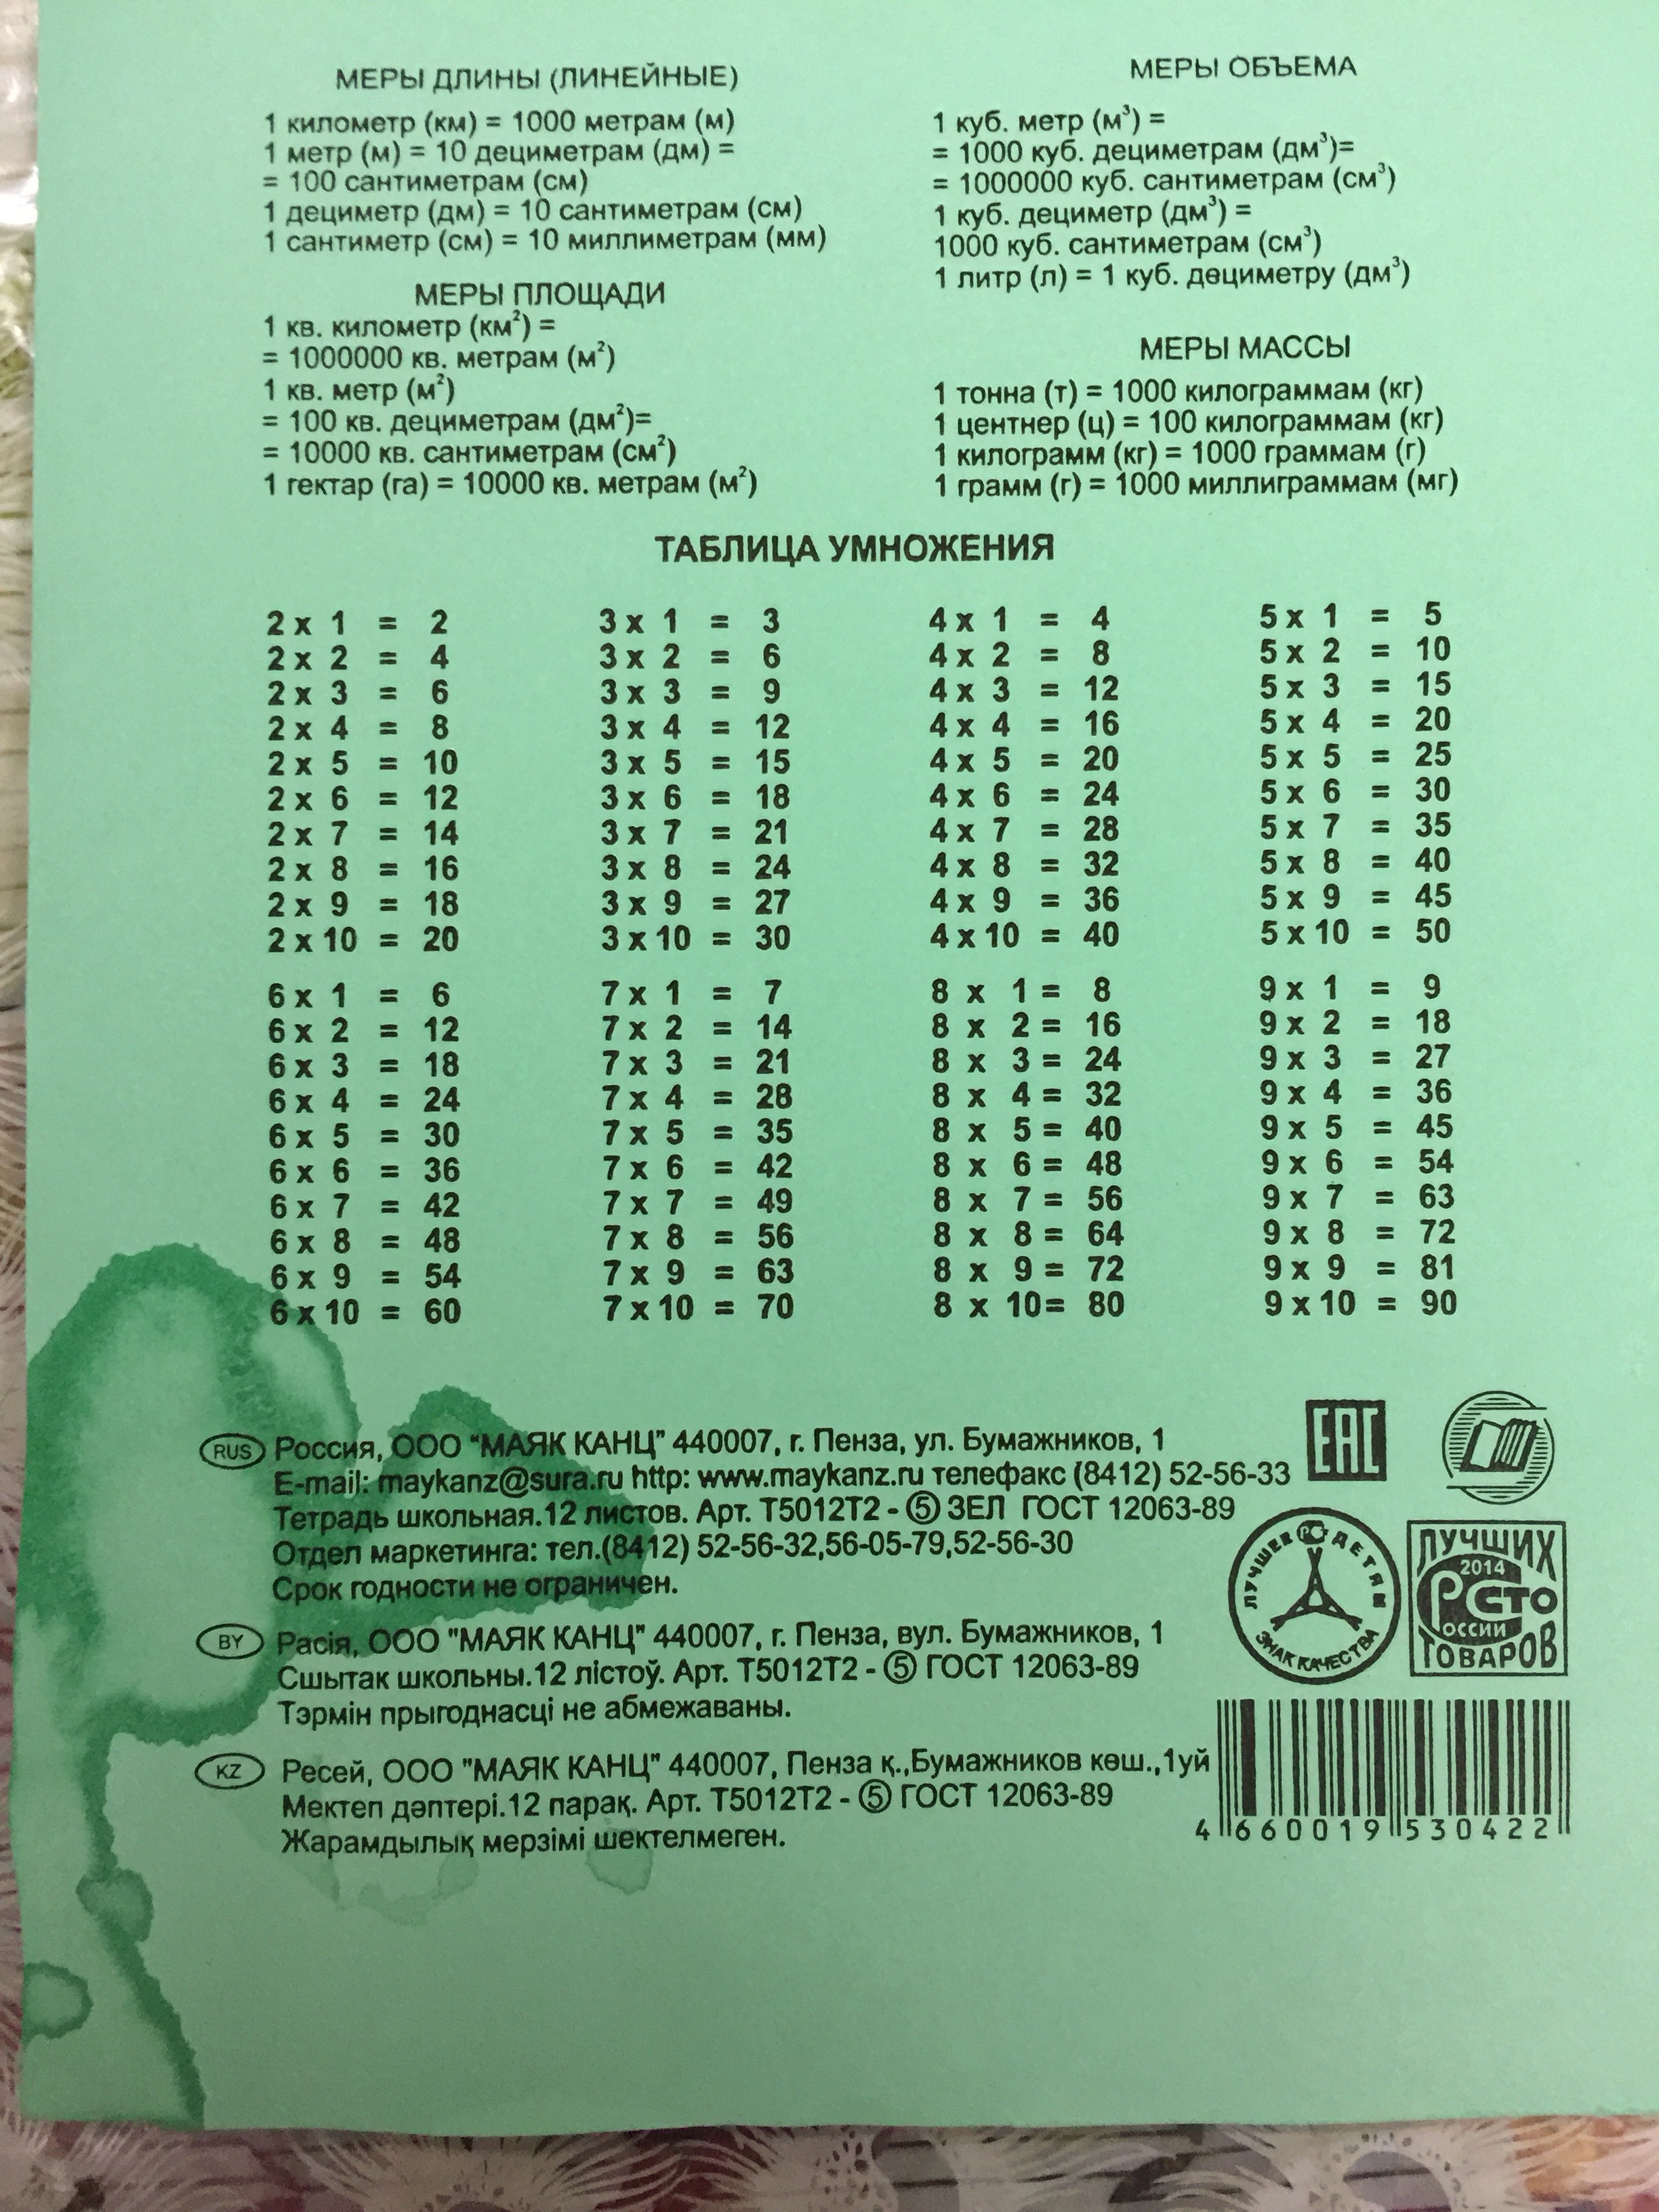 МЕРЫ ДЛИНЫ (ЛИНЕЙНЫЕ)
1 километр (км) = 1000 метрам (м)
1 метр (м) = 10 дециметрам (дм) =
= 100 сантиметрам (см)
1 дециметр (дм) = 10 сантиметрам (см)
1 сантиметр (см) = 10 миллиметрам (мм)
МЕРЫ ПЛОЩАДИ
1 кв. километр (км²) =
= 1000000 кв. метрам (м²)
1 кв. метр (м²)
= 100 кв. дециметрам (дм²)=
= 10000 кв. сантиметрам (см²)
1 гектар (га) = 10000 кв. метрам (м²)
МЕРЫ ОБЪЕМА
1 куб. метр (м³) =
= 1000 куб. дециметрам (дм³)=
= 1000000 куб. сантиметрам (см³)
1 куб. дециметр (дм³) =
1000 куб. сантиметрам (см³)
1 литр (л) = 1 куб. дециметру (дм³)
МЕРЫ МАССЫ
1 тонна (т) = 1000 килограммам (кг)
1 центнер (ц) = 100 килограммам (кг)
1 килограмм (кг) = 1000 граммам (г)
1 грамм (г) = 1000 миллиграммам (мг)
ТАБЛИЦА УМНОЖЕНИЯ
2 x 1 = 2 3 x 1 = 3 4 x 1 = 4 5 x 1 = 5
2 x 2 = 4 3 x 2 = 6 4 x 2 = 8 5 x 2 = 10
2 x 3 = 6 3 x 3 = 9 4 x 3 = 12 5 x 3 = 15
2 x 4 = 8 3 x 4 = 12 4 x 4 = 16 5 x 4 = 20
2 x 5 = 10 3 x 5 = 15 4 x 5 = 20 5 x 5 = 25
2 x 6 = 12 3 x 6 = 18 4 x 6 = 24 5 x 6 = 30
2 x 7 = 14 3 x 7 = 21 4 x 7 = 28 5 x 7 = 35
2 x 8 = 16 3 x 8 = 24 4 x 8 = 32 5 x 8 = 40
2 x 9 = 18 3 x 9 = 27 4 x 9 = 36 5 x 9 = 45
2 x 10 = 20 3 x 10 = 30 4 x 10 = 40 5 x 10 = 50
6 x 1 = 6 7 x 1 = 7 8 x 1 = 8 9 x 1 = 9
6 x 2 = 12 7 x 2 = 14 8 x 2 = 16 9 x 2 = 18
6 x 3 = 18 7 x 3 = 21 8 x 3 = 24 9 x 3 = 27
6 x 4 = 24 7 x 4 = 28 8 x 4 = 32 9 x 4 = 36
6 x 5 = 30 7 x 5 = 35 8 x 5 = 40 9 x 5 = 45
6 x 6 = 36 7 x 6 = 42 8 x 6 = 48 9 x 6 = 54
6 x 7 = 42 7 x 7 = 49 8 x 7 = 56 9 x 7 = 63
6 x 8 = 48 7 x 8 = 56 8 x 8 = 64 9 x 8 = 72
6 x 9 = 54 7 x 9 = 63 8 x 9 = 72 9 x 9 = 81
6 x 10 = 60 7 x 10 = 70 8 x 10= 80 9 x 10 = 90
RUS Россия, ООО "МАЯК КАНЦ" 440007, г. Пенза, ул. Бумажников, 1
E-mail: maykanz@sura.ru http: www.maykanz.ru телефакс (8412) 52-56-33
Тетрадь школьная.12 листов. Арт. Т5012Т2 - ⑤ ЗЕЛ ГОСТ 12063-89
Отдел маркетинга: тел.(8412) 52-56-32,56-05-79,52-56-30
Срок годности не ограничен.
BY Расія, ООО "МАЯК КАНЦ" 440007, г. Пенза, вул. Бумажников, 1
Сшытак школьны.12 лістоў. Арт. Т5012Т2 - ⑤ ГОСТ 12063-89
Тэрмін прыгоднасці не абмежаваны.
KZ Ресей, ООО "МАЯК КАНЦ" 440007, Пенза қ.,Бумажников көш.,1уй
Мектеп дәптері.12 парақ. Арт. Т5012Т2 - ⑤ ГОСТ 12063-89
Жарамдылық мерзімі шектелмеген.
EAC
ЛУЧШЕЕ РС ДЕТЯМ
ЗНАК КАЧЕСТВА
ЛУЧШИХ
2014
СТО
РОССИИ
ТОВАРОВ
4 660019 530422